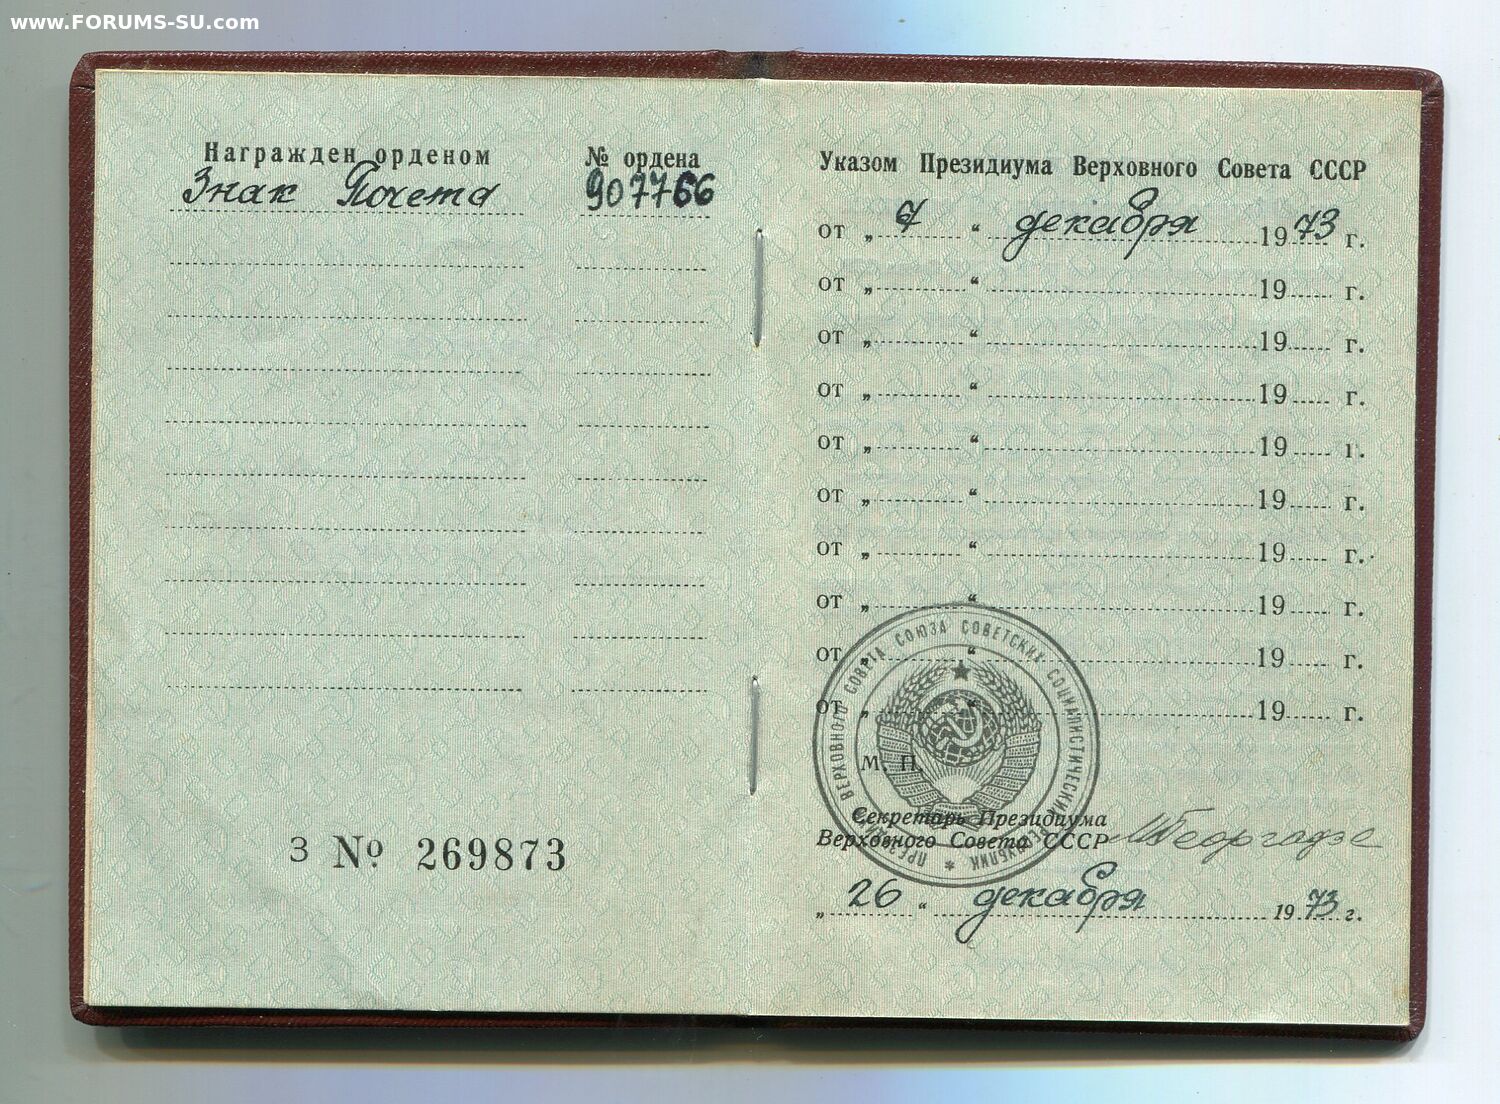 www.FORUMS-SU.com
Награжден орденом
№ ордена
Знак Почета
907766
З № 269873
Указом Президиума Верховного Совета СССР
от „ 7 “ декабря 1973 г.
от „ “ 19 г.
от „ “ 19 г.
от „ “ 19 г.
от „ “ 19 г.
от „ “ 19 г.
от „ “ 19 г.
от „ “ 19 г.
от „ “ 19 г.
от „ “ 19 г.
М. П.
ПРЕЗИДИУМ ВЕРХОВНОГО СОВЕТА СОЮЗА СОВЕТСКИХ СОЦИАЛИСТИЧЕСКИХ РЕСПУБЛИК *
Секретарь Президиума
Верховного Совета СССР МГеоргадзе
„ 26 “ декабря 1973 г.